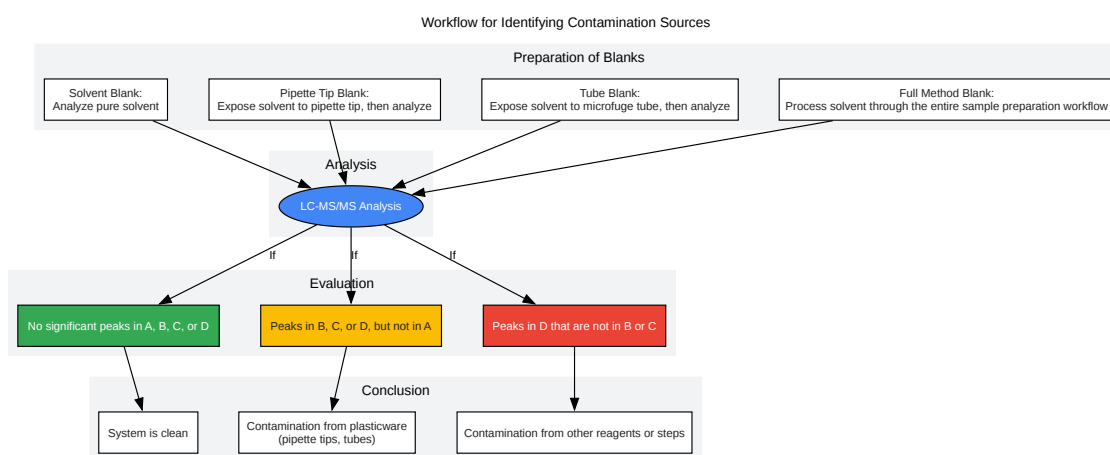 Workflow for Identifying Contamination Sources
Preparation of Blanks
Solvent Blank:
Analyze pure solvent
Pipette Tip Blank:
Expose solvent to pipette tip, then analyze
Tube Blank:
Expose solvent to microfuge tube, then analyze
Full Method Blank:
Process solvent through the entire sample preparation workflow
Analysis
LC-MS/MS Analysis
If
If
If
Evaluation
No significant peaks in A, B, C, or D
Peaks in B, C, or D, but not in A
Peaks in D that are not in B or C
Conclusion
System is clean
Contamination from plasticware
(pipette tips, tubes)
Contamination from other reagents or steps